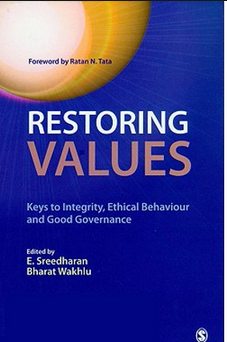 Foreword by Ratan N. Tata
RESTORING
VALUES
Keys to Integrity, Ethical Behaviour
and Good Governance
Edited by
E. Sreedharan
Bharat Wakhlu
S